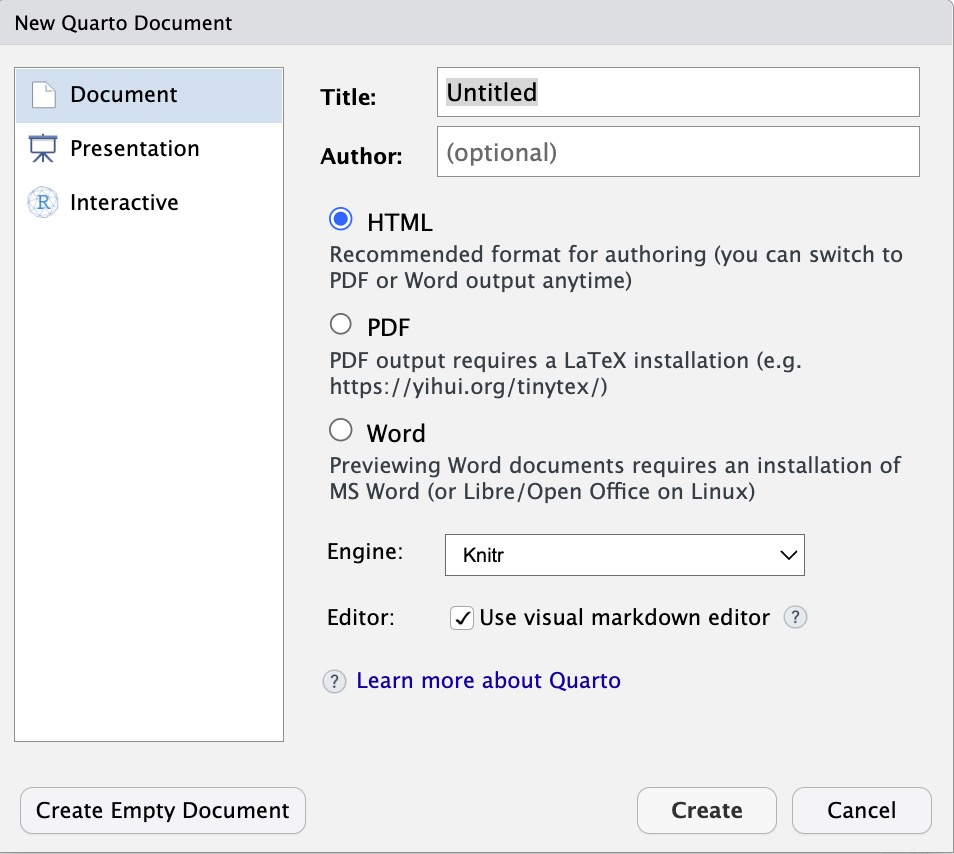 New Quarto Document
Document
Presentation
R Interactive
Title: Untitled
Author: (optional)
HTML
Recommended format for authoring (you can switch to
PDF or Word output anytime)
PDF
PDF output requires a LaTeX installation (e.g.
https://yihui.org/tinytex/)
Word
Previewing Word documents requires an installation of
MS Word (or Libre/Open Office on Linux)
Engine: Knitr
Editor: Use visual markdown editor ?
? Learn more about Quarto
Create Empty Document Create Cancel